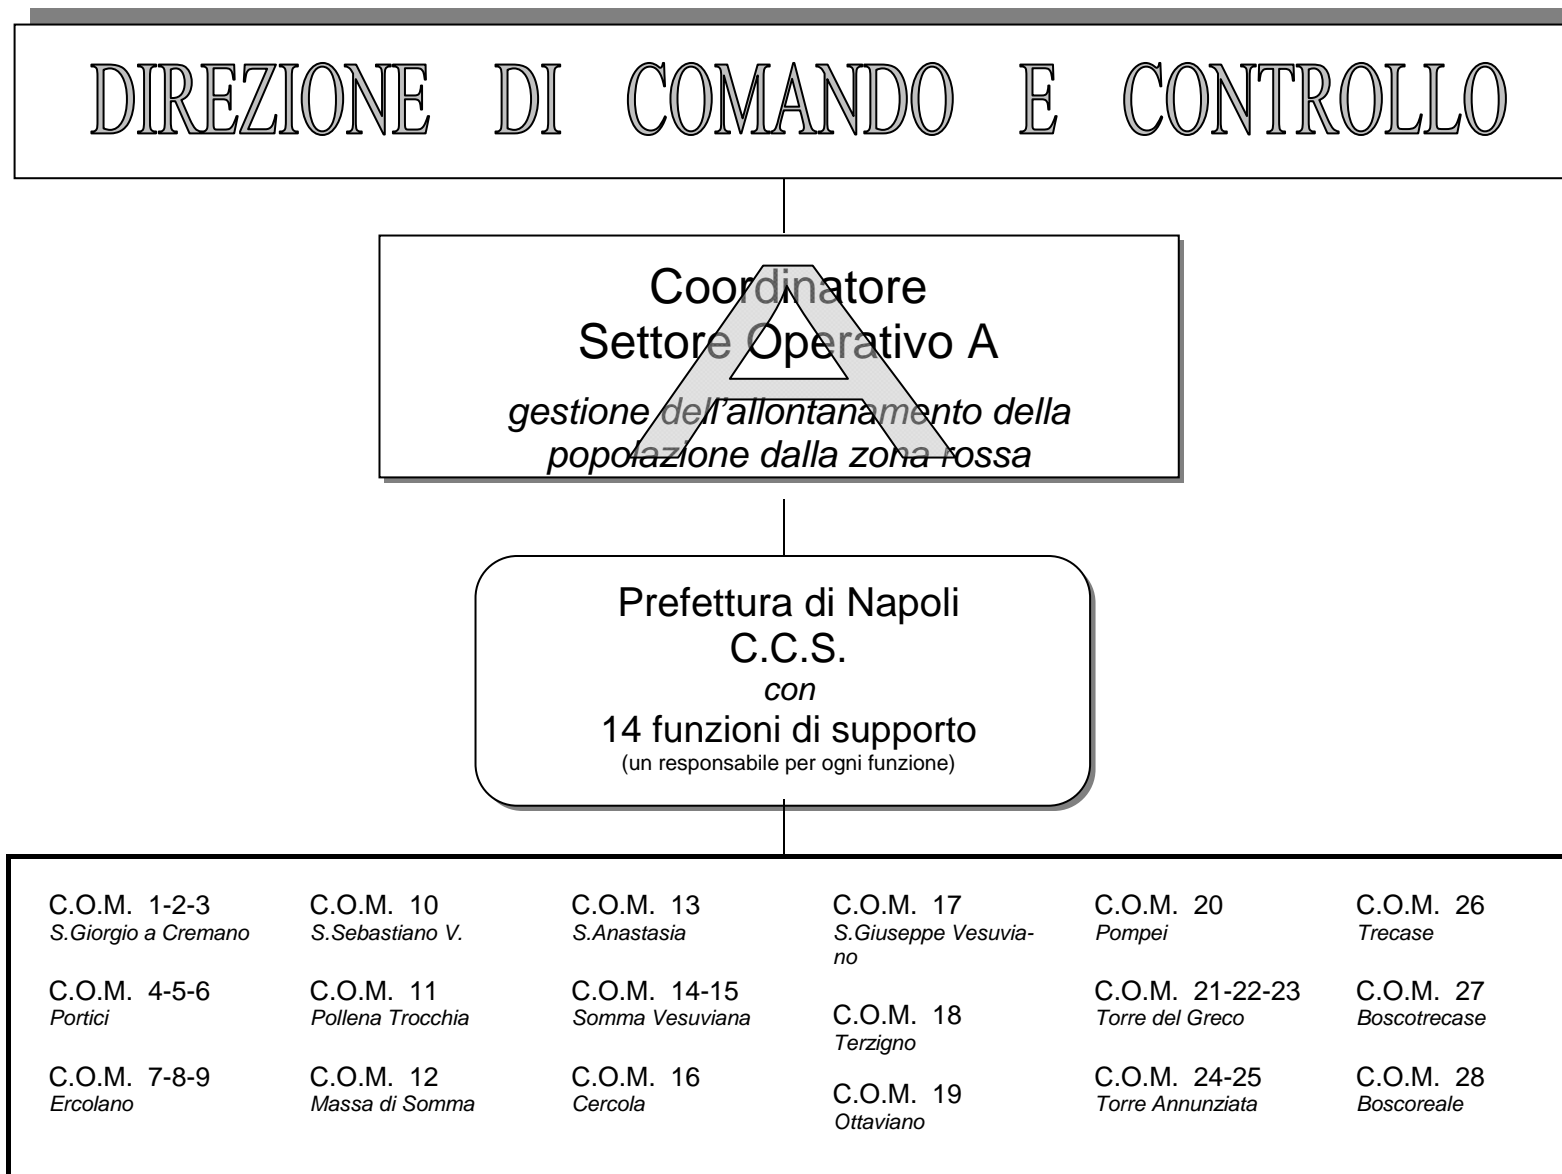 DIREZIONE DI COMANDO E CONTROLLO
Coordinatore
Settore Operativo A
gestione dell'allontanamento della
popolazione dalla zona rossa
A
Prefettura di Napoli
C.C.S.
con
14 funzioni di supporto
(un responsabile per ogni funzione)
C.O.M. 1-2-3
S.Giorgio a Cremano
C.O.M. 4-5-6
Portici
C.O.M. 7-8-9
Ercolano
C.O.M. 10
S.Sebastiano V.
C.O.M. 11
Pollena Trocchia
C.O.M. 12
Massa di Somma
C.O.M. 13
S.Anastasia
C.O.M. 14-15
Somma Vesuviana
C.O.M. 16
Cercola
C.O.M. 17
S.Giuseppe Vesuvia-
no
C.O.M. 18
Terzigno
C.O.M. 19
Ottaviano
C.O.M. 20
Pompei
C.O.M. 21-22-23
Torre del Greco
C.O.M. 24-25
Torre Annunziata
C.O.M. 26
Trecase
C.O.M. 27
Boscotrecase
C.O.M. 28
Boscoreale